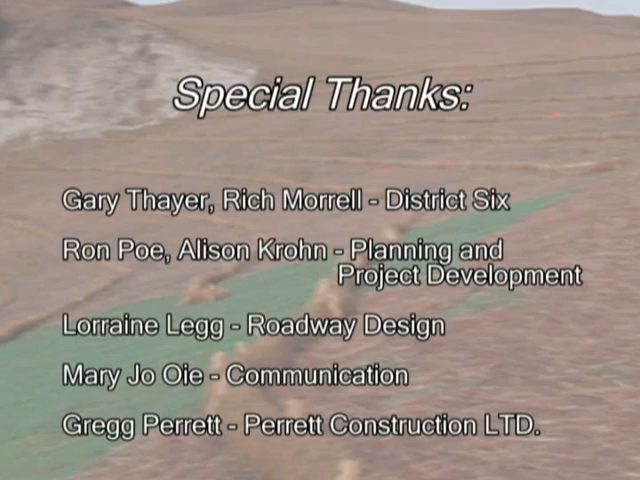 Special Thanks:
Gary Thayer, Rich Morrell - District Six
Ron Poe, Alison Krohn - Planning and
Project Development
Lorraine Legg - Roadway Design
Mary Jo Oie - Communication
Gregg Perrett - Perrett Construction LTD.